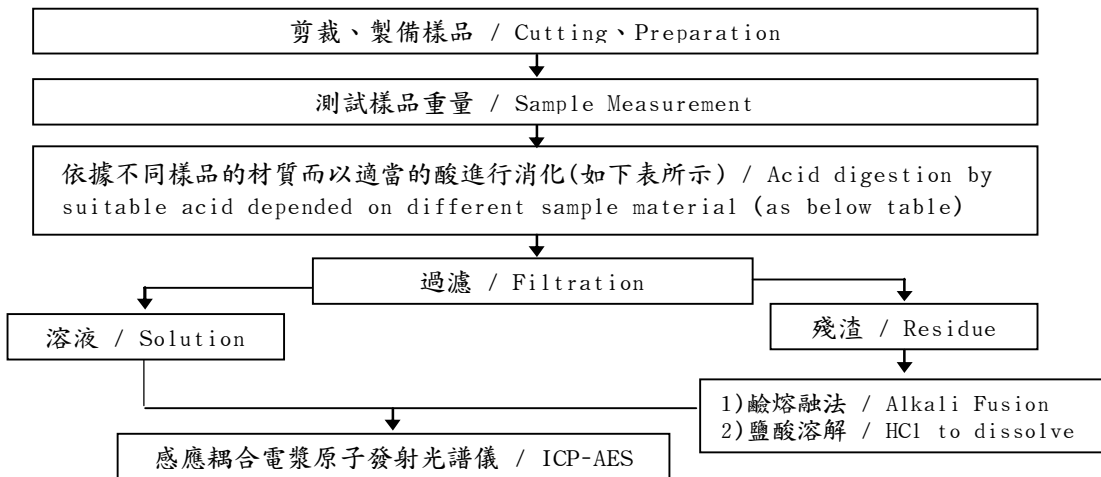 剪裁、製備樣品 / Cutting、Preparation
測試樣品重量 / Sample Measurement
依據不同樣品的材質而以適當的酸進行消化(如下表所示) / Acid digestion by
suitable acid depended on different sample material (as below table)
過濾 / Filtration
溶液 / Solution
殘渣 / Residue
1)鹼熔融法 / Alkali Fusion
2)鹽酸溶解 / HCl to dissolve
感應耦合電漿原子發射光譜儀 / ICP-AES